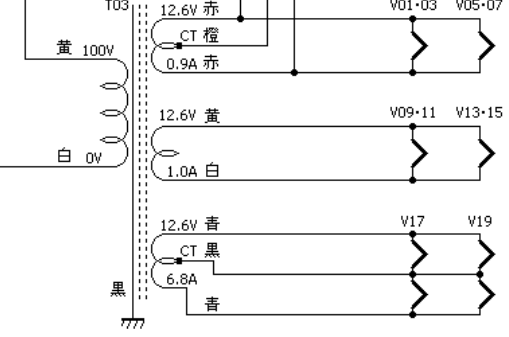 T03
12.6V 赤
V01・03 V05・07
CT 橙
黄 100V
0.9A 赤
12.6V 黄
V09・11 V13・15
白 0V
1.0A 白
12.6V 青
V17 V19
CT 黒
6.8A
黒
青